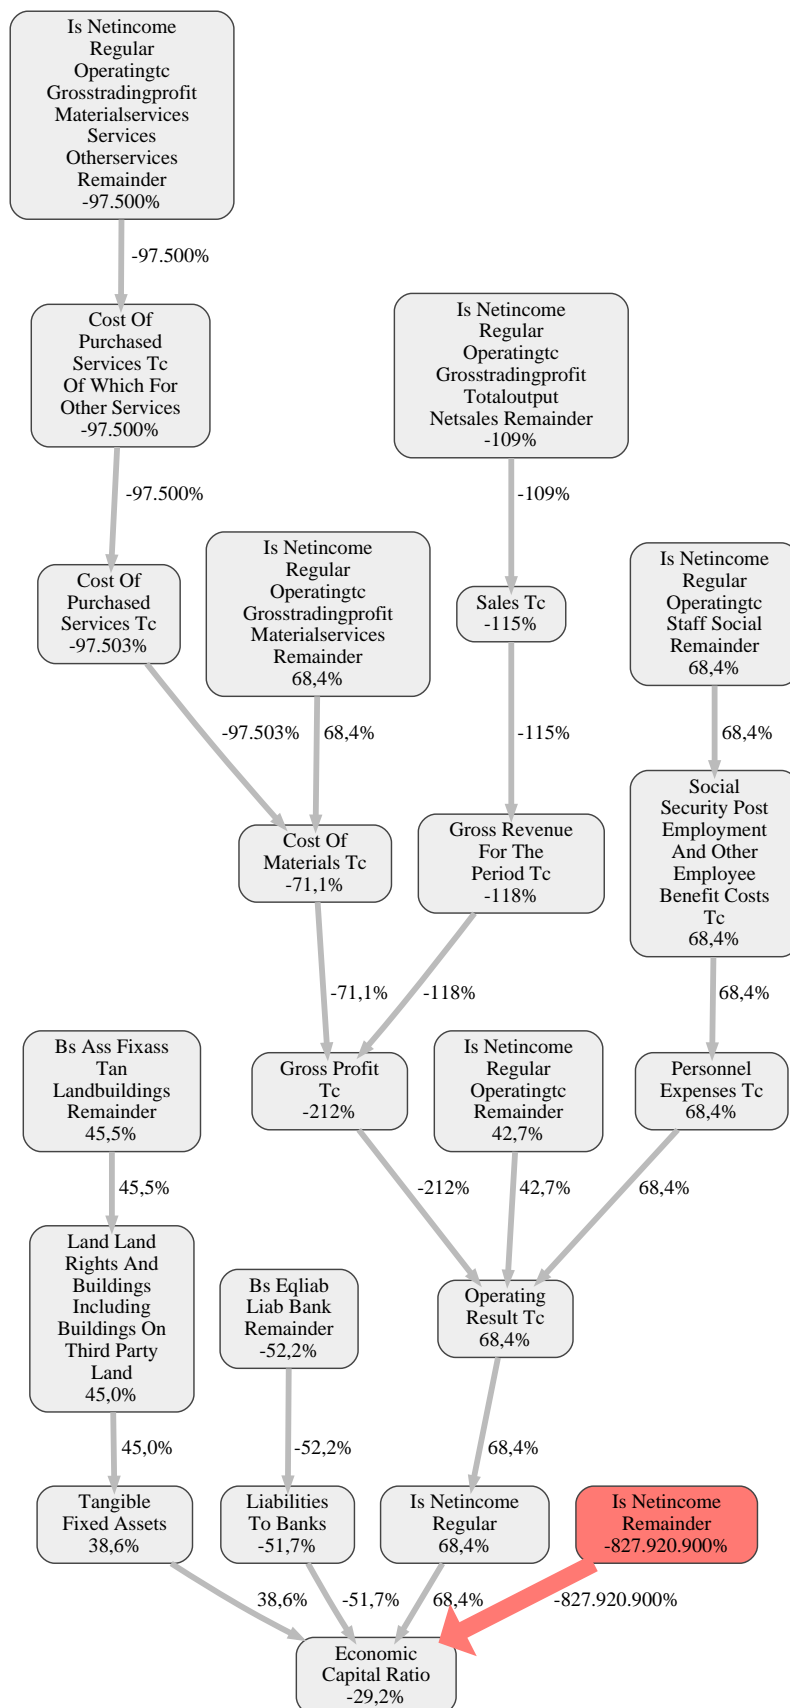 Is Netincome
Regular
Operatingtc
Grosstradingprofit
Materialservices
Services
Otherservices
Remainder
-97.500%
-97.500%
Cost Of
Purchased
Services Tc
Of Which For
Other Services
-97.500%
Is Netincome
Regular
Operatingtc
Grosstradingprofit
Totaloutput
Netsales Remainder
-109%
-97.500%
-109%
Cost Of
Purchased
Services Tc
-97.503%
Is Netincome
Regular
Operatingtc
Grosstradingprofit
Materialservices
Remainder
68,4%
Sales Tc
-115%
Is Netincome
Regular
Operatingtc
Staff Social
Remainder
68,4%
-97.503%
68,4%
-115%
68,4%
Cost Of
Materials Tc
-71,1%
Gross Revenue
For The
Period Tc
-118%
Social
Security Post
Employment
And Other
Employee
Benefit Costs
Tc
68,4%
-71,1%
-118%
68,4%
Bs Ass Fixass
Tan
Landbuildings
Remainder
45,5%
Gross Profit
Tc
-212%
Is Netincome
Regular
Operatingtc
Remainder
42,7%
Personnel
Expenses Tc
68,4%
45,5%
-212%
42,7%
68,4%
Land Land
Rights And
Buildings
Including
Buildings On
Third Party
Land
45,0%
Bs Eqliab
Liab Bank
Remainder
-52,2%
Operating
Result Tc
68,4%
45,0%
-52,2%
68,4%
Tangible
Fixed Assets
38,6%
Liabilities
To Banks
-51,7%
Is Netincome
Regular
68,4%
Is Netincome
Remainder
-827.920.900%
38,6%
-51,7%
68,4%
-827.920.900%
Economic
Capital Ratio
-29,2%